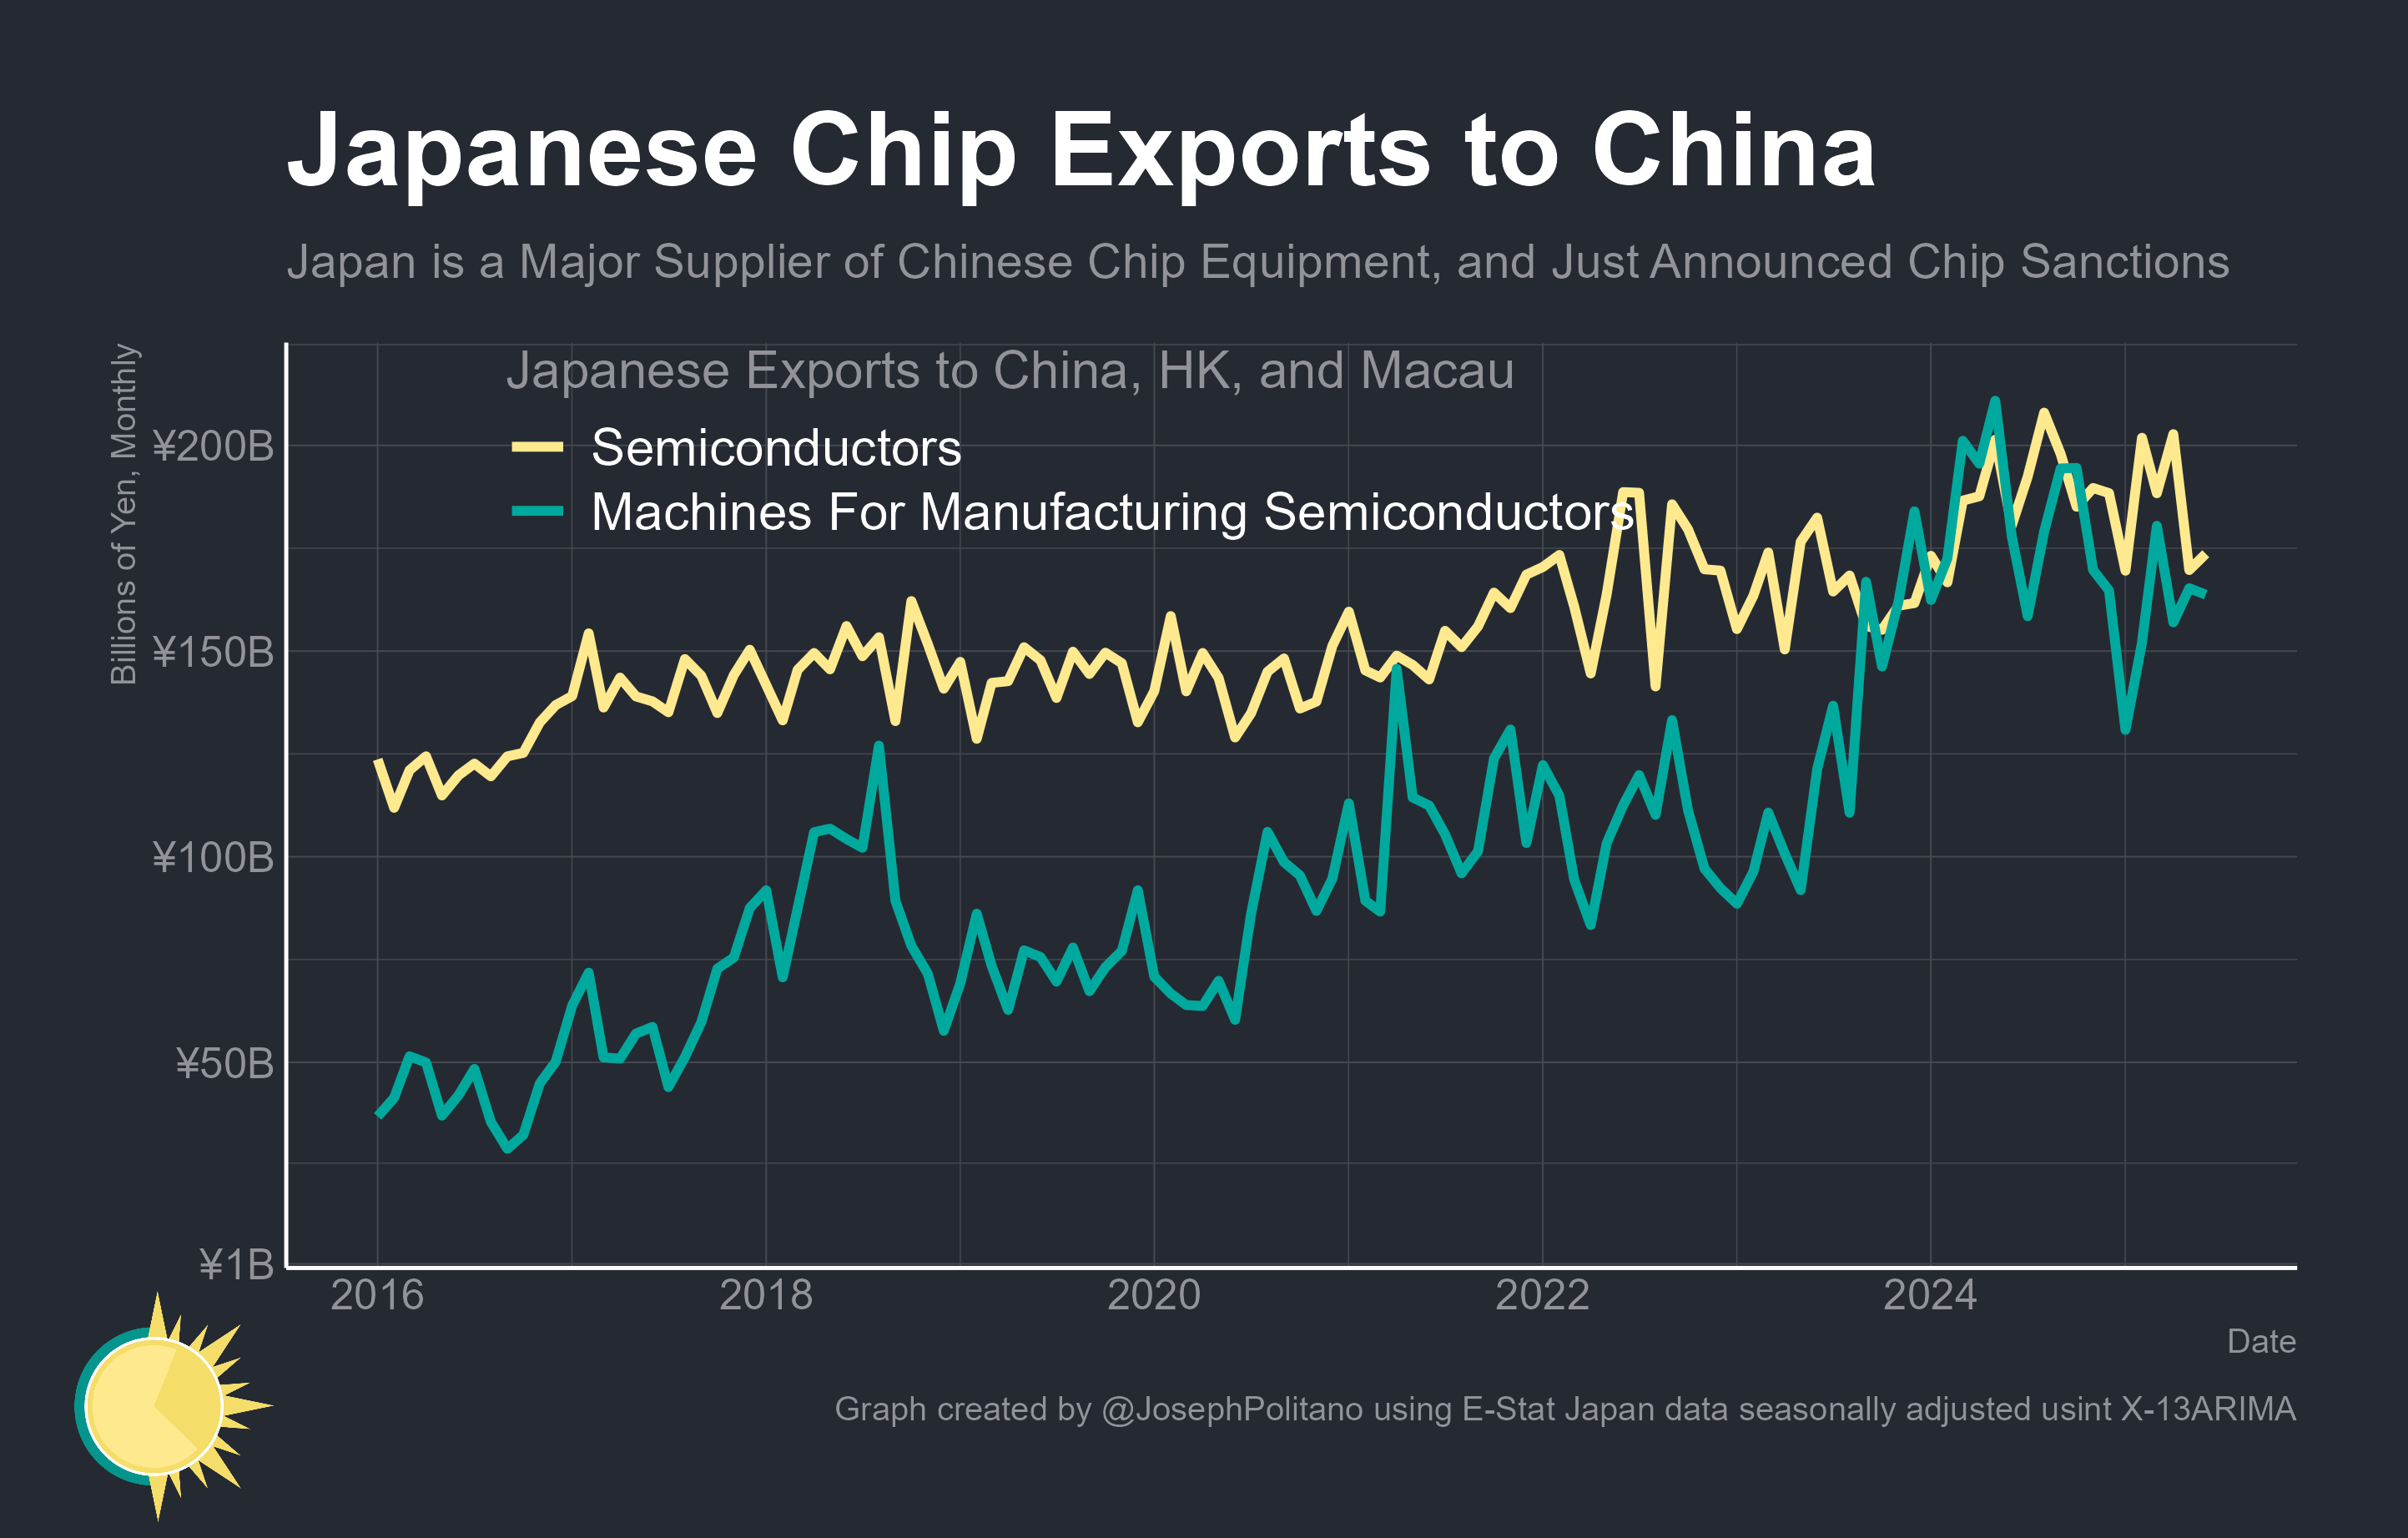 Japanese Chip Exports to China
Japan is a Major Supplier of Chinese Chip Equipment, and Just Announced Chip Sanctions
Billions of Yen, Monthly
Japanese Exports to China, HK, and Macau
Semiconductors
Machines For Manufacturing Semiconductors
¥200B
¥150B
¥100B
¥50B
¥1B
2016
2018
2020
2022
2024
Date
Graph created by @JosephPolitano using E-Stat Japan data seasonally adjusted usint X-13ARIMA